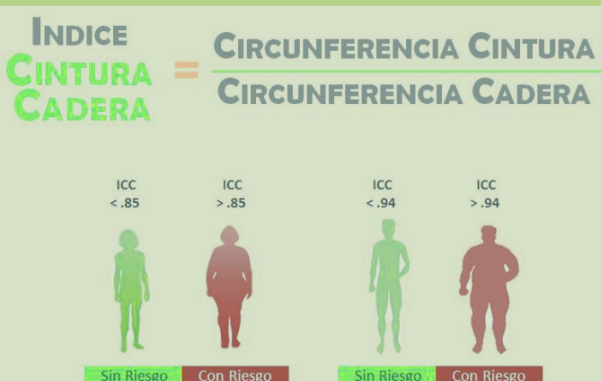 INDICE
CINTURA
CADERA
=
CIRCUNFERENCIA CINTURA
CIRCUNFERENCIA CADERA
ICC
< .85
ICC
> .85
ICC
< .94
ICC
> .94
Sin Riesgo
Con Riesgo
Sin Riesgo
Con Riesgo